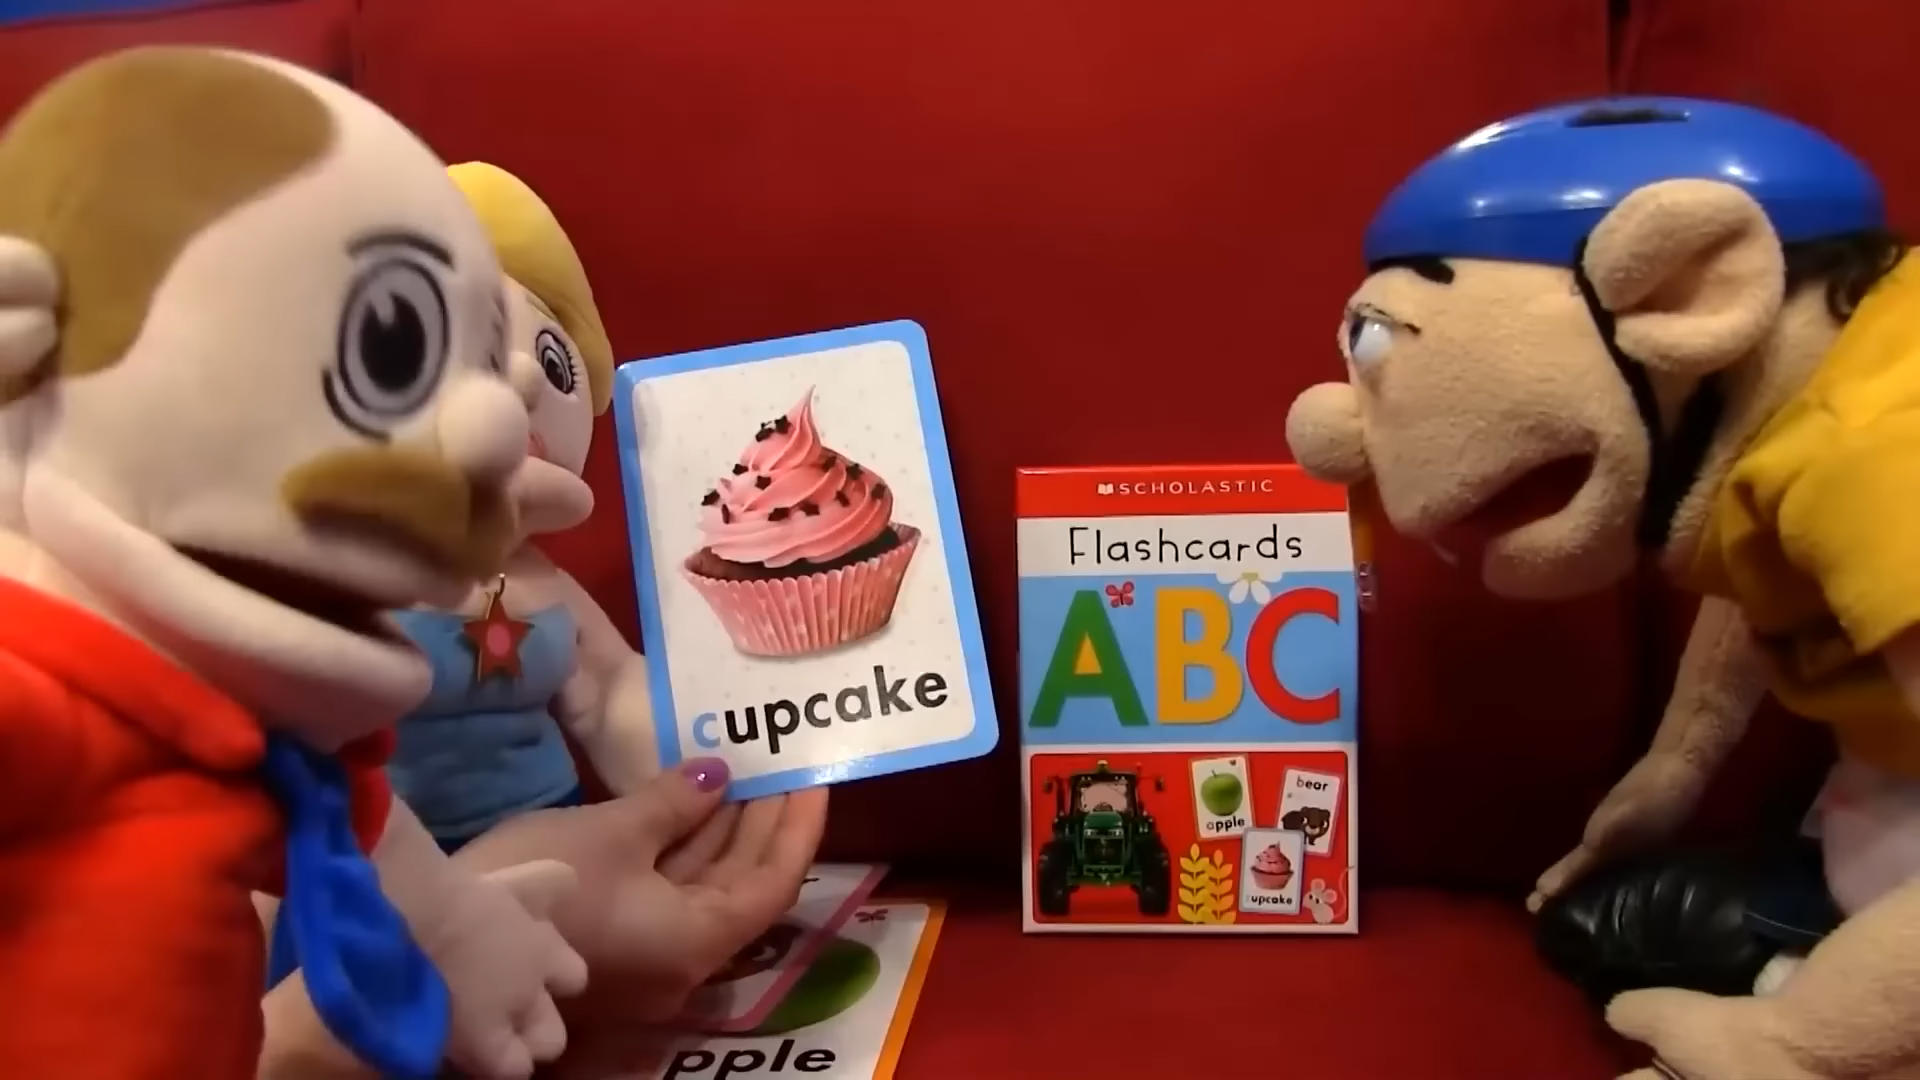 cupcake
SCHOLASTIC
Flashcards
ABC
apple
bear
cupcake
pple